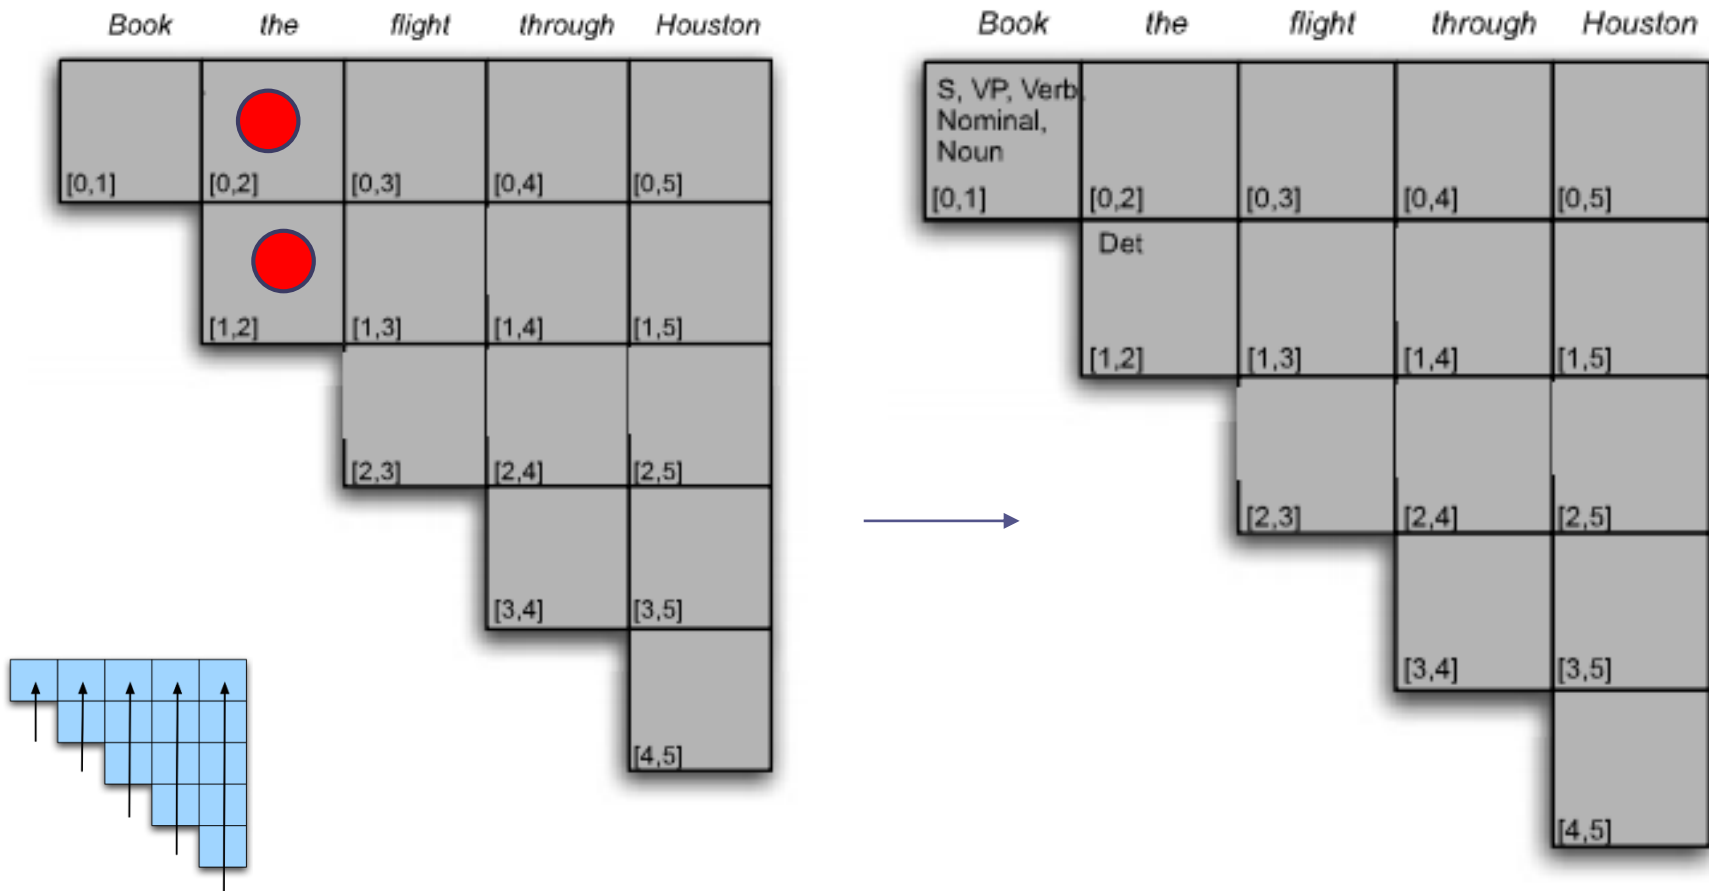 Book the flight through Houston
[0,1] [0,2] [0,3] [0,4] [0,5]
[1,2] [1,3] [1,4] [1,5]
[2,3] [2,4] [2,5]
[3,4] [3,5]
[4,5]
Book the flight through Houston
S, VP, Verb,
Nominal,
Noun
[0,1] [0,2] [0,3] [0,4] [0,5]
Det
[1,2] [1,3] [1,4] [1,5]
[2,3] [2,4] [2,5]
[3,4] [3,5]
[4,5]